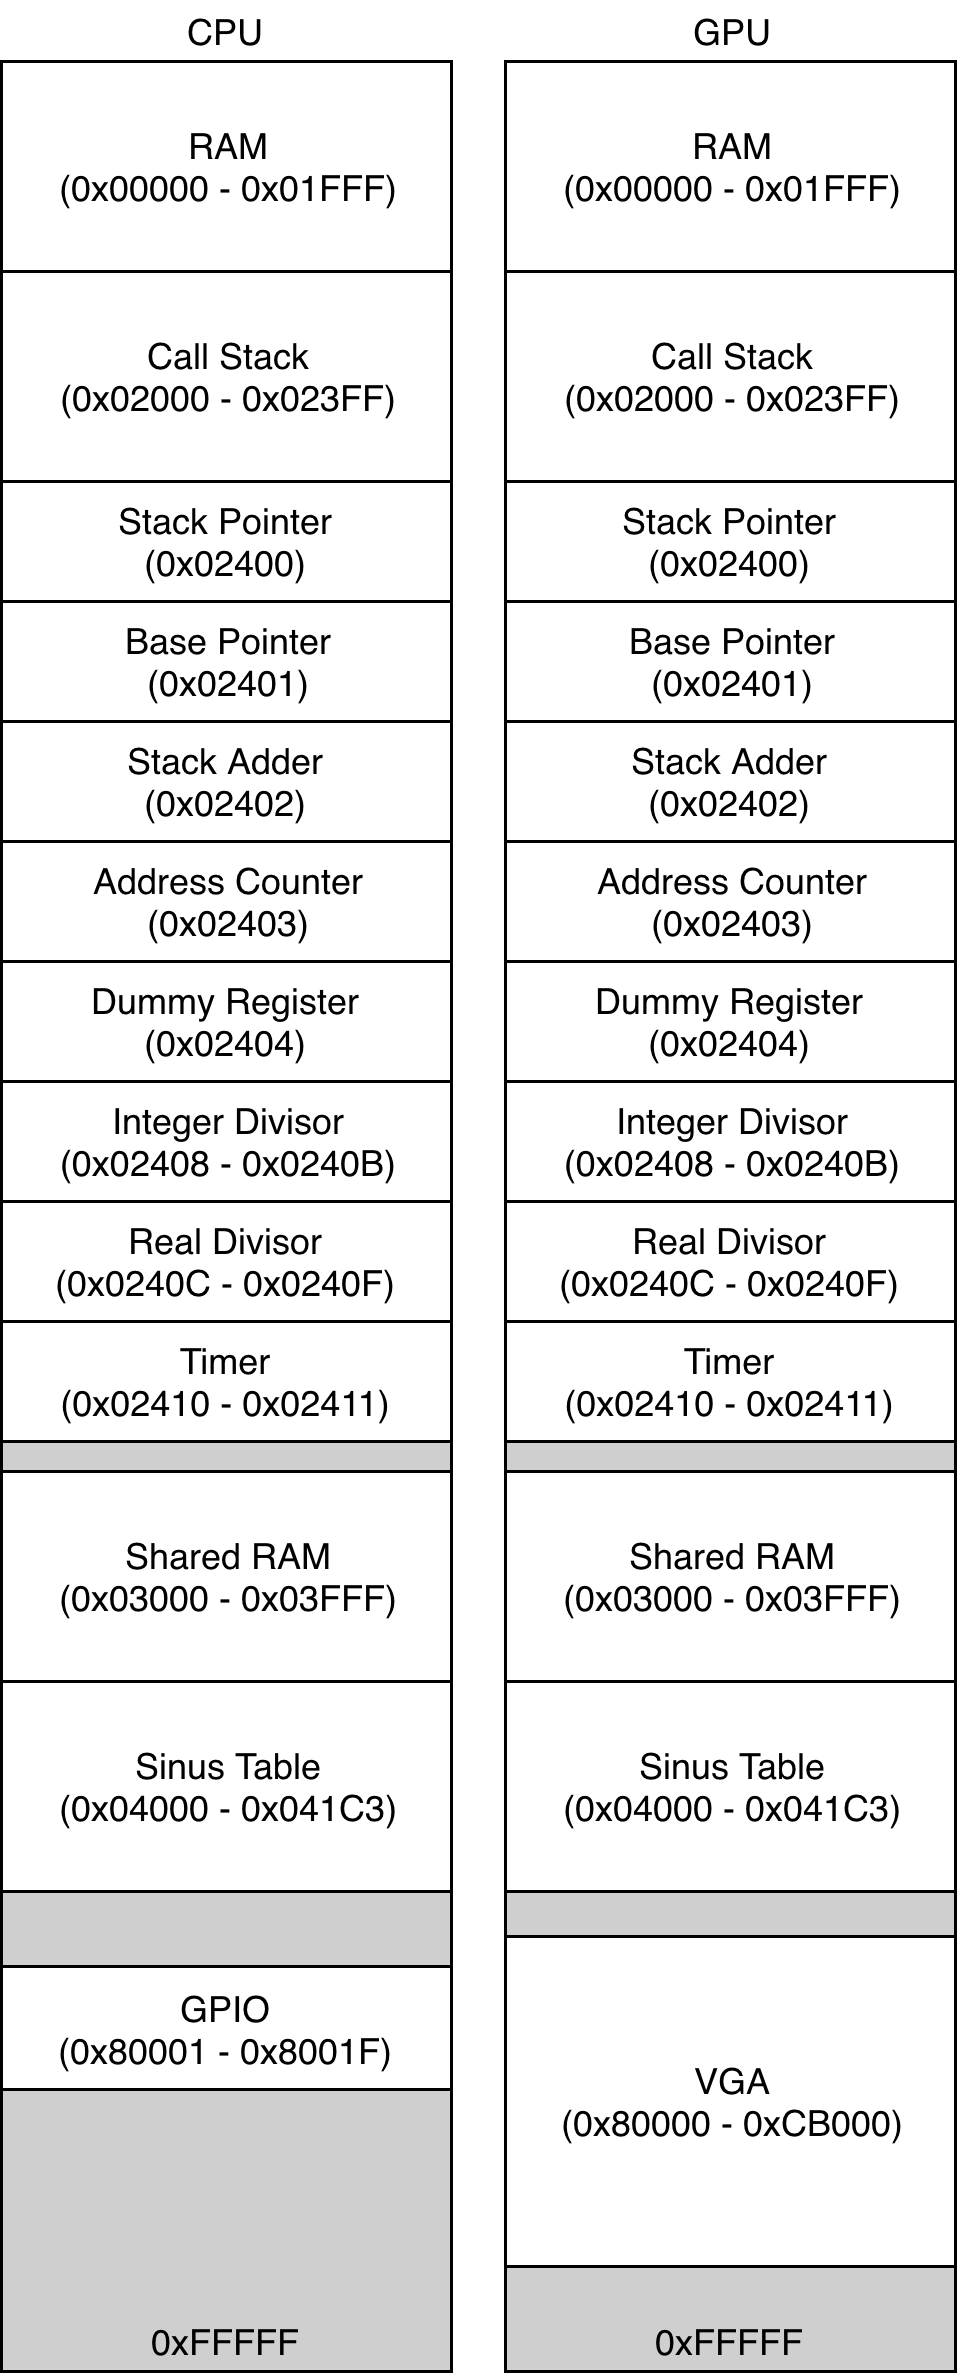 CPU
RAM
(0x00000 - 0x01FFF)
Call Stack
(0x02000 - 0x023FF)
Stack Pointer
(0x02400)
Base Pointer
(0x02401)
Stack Adder
(0x02402)
Address Counter
(0x02403)
Dummy Register
(0x02404)
Integer Divisor
(0x02408 - 0x0240B)
Real Divisor
(0x0240C - 0x0240F)
Timer
(0x02410 - 0x02411)
Shared RAM
(0x03000 - 0x03FFF)
Sinus Table
(0x04000 - 0x041C3)
GPIO
(0x80001 - 0x8001F)
0xFFFFF
GPU
RAM
(0x00000 - 0x01FFF)
Call Stack
(0x02000 - 0x023FF)
Stack Pointer
(0x02400)
Base Pointer
(0x02401)
Stack Adder
(0x02402)
Address Counter
(0x02403)
Dummy Register
(0x02404)
Integer Divisor
(0x02408 - 0x0240B)
Real Divisor
(0x0240C - 0x0240F)
Timer
(0x02410 - 0x02411)
Shared RAM
(0x03000 - 0x03FFF)
Sinus Table
(0x04000 - 0x041C3)
VGA
(0x80000 - 0xCB000)
0xFFFFF